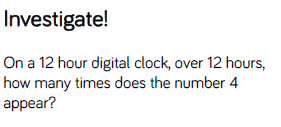 Investigate!
On a 12 hour digital clock, over 12 hours,
how many times does the number 4
appear?